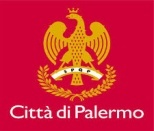 S P Q P
Città di Palermo